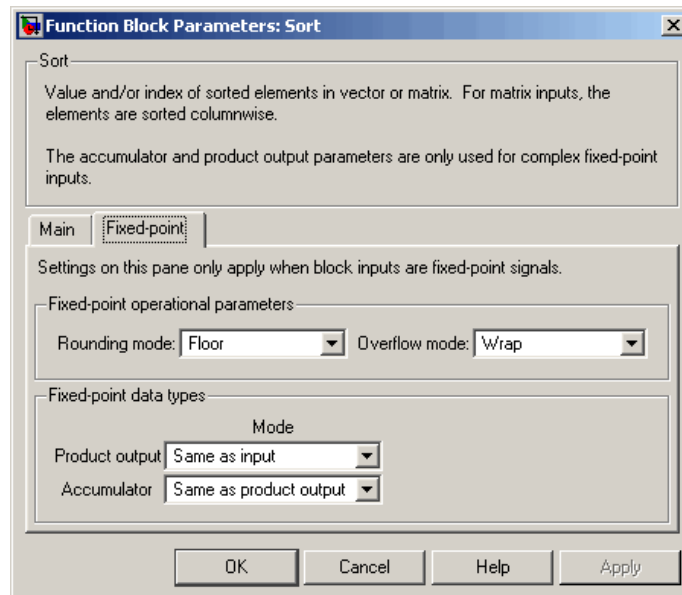 Function Block Parameters: Sort
Sort
Value and/or index of sorted elements in vector or matrix.  For matrix inputs, the
elements are sorted columnwise.
The accumulator and product output parameters are only used for complex fixed-point
inputs.
Main Fixed-point
Settings on this pane only apply when block inputs are fixed-point signals.
Fixed-point operational parameters
Rounding mode: Floor Overflow mode: Wrap
Fixed-point data types
Mode
Product output Same as input
Accumulator Same as product output
OK Cancel Help Apply